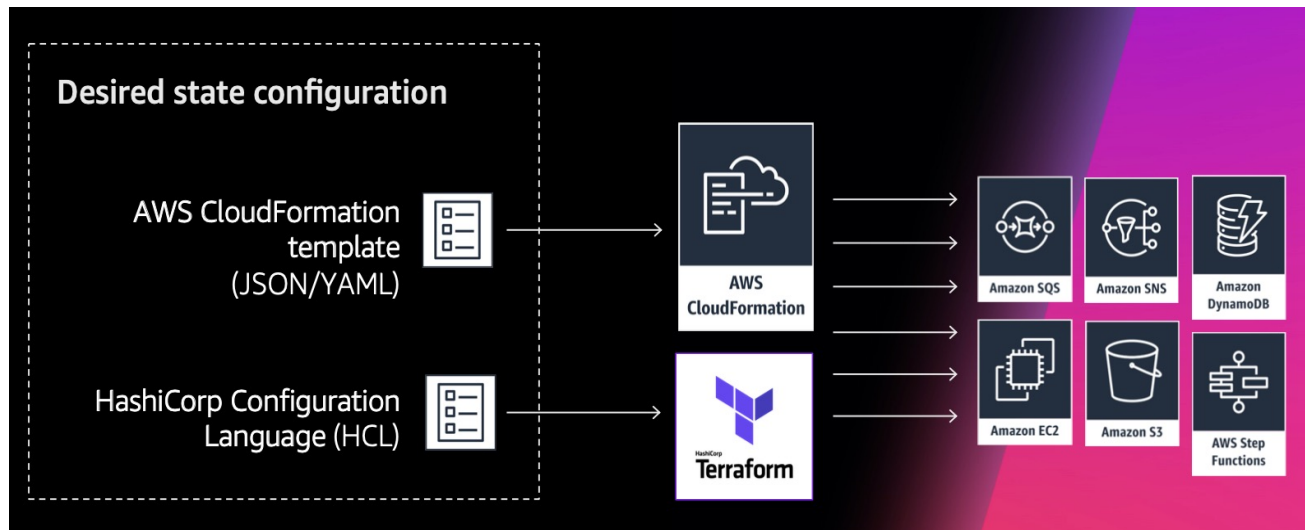 Desired state configuration
AWS CloudFormation
template
(JSON/YAML)
HashiCorp Configuration
Language (HCL)
AWS
CloudFormation
HashiCorp
Terraform
Amazon SQS
Amazon SNS
Amazon
DynamoDB
Amazon EC2
Amazon S3
AWS Step
Functions